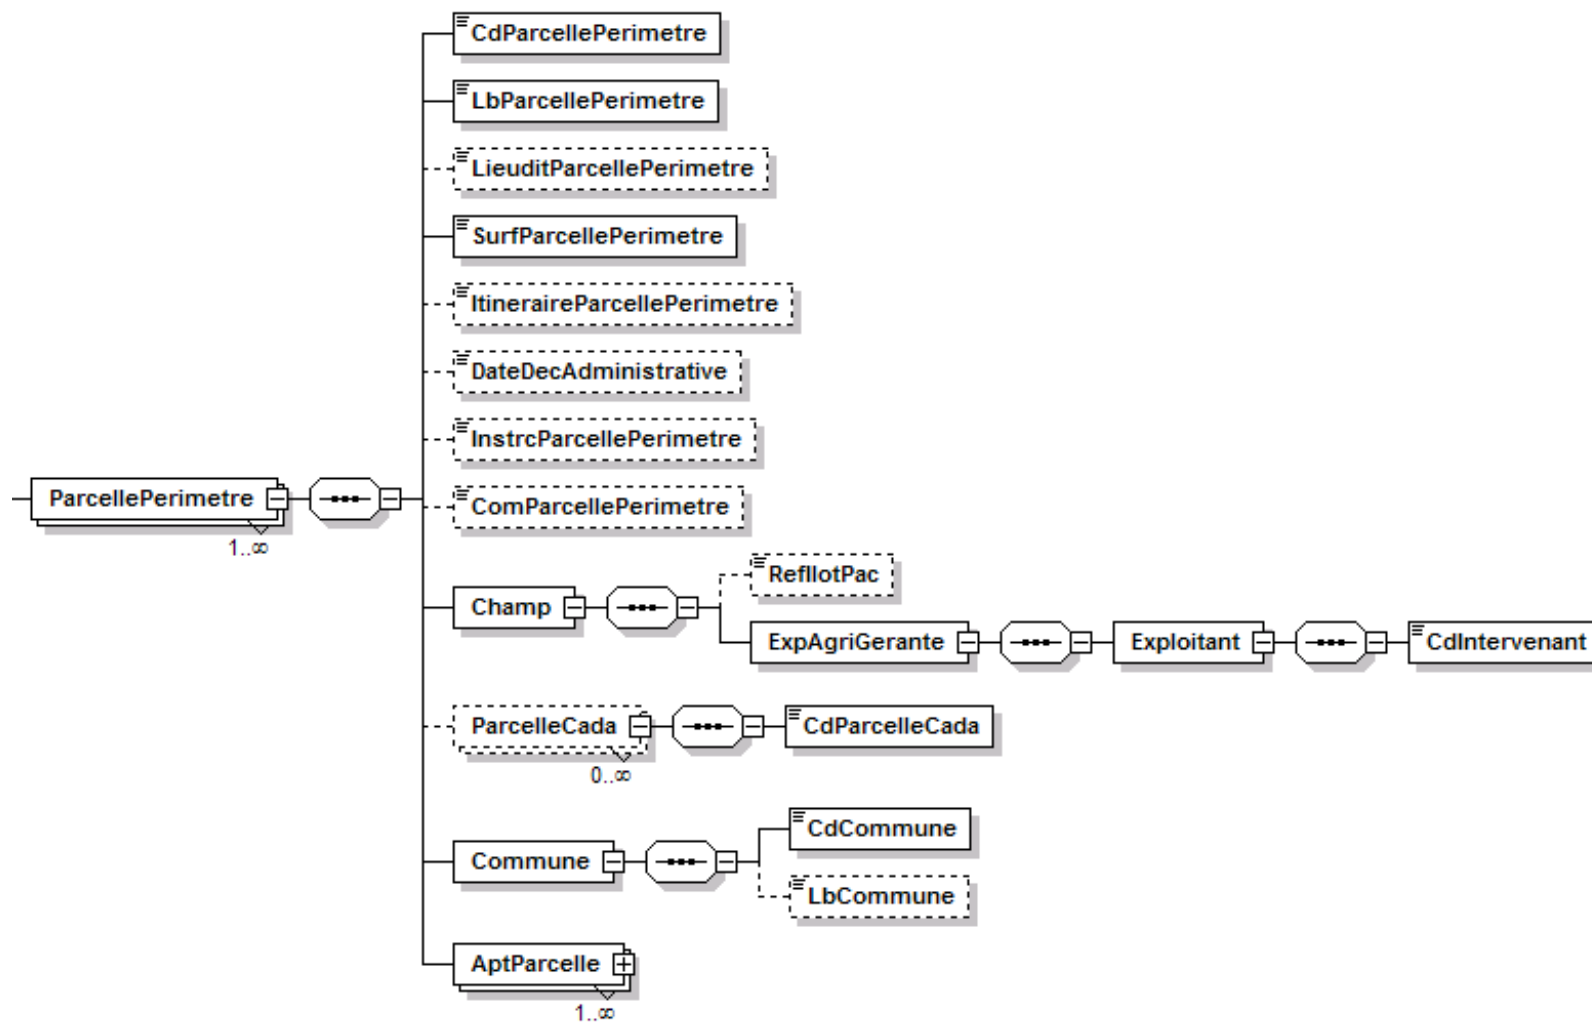 CdParcellePerimetre
LbParcellePerimetre
LieuditParcellePerimetre
SurfParcellePerimetre
ItineraireParcellePerimetre
DateDecAdministrative
InstrcParcellePerimetre
ParcellePerimetre
1..∞
ComParcellePerimetre
RefIlotPac
Champ
ExpAgriGerante
Exploitant
CdIntervenant
ParcelleCada
0..∞
CdParcelleCada
CdCommune
Commune
LbCommune
AptParcelle
1..∞